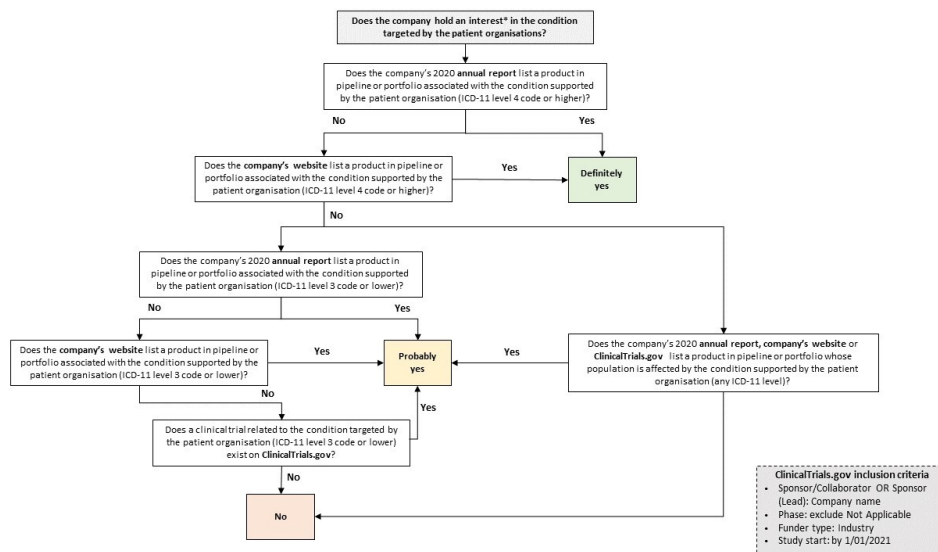 Does the company hold an interest* in the condition
targeted by the patient organisations?
Does the company's 2020 annual report list a product in
pipeline or portfolio associated with the condition supported
by the patient organisation (ICD-11 level 4 code or higher)?
No
Yes
Does the company's website list a product in pipeline or
portfolio associated with the condition supported by the
patient organisation (ICD-11 level 4 code or higher)?
Yes
Definitely
yes
No
Does the company's 2020 annual report list a product in
pipeline or portfolio associated with the condition supported
by the patient organisation (ICD-11 level 3 code or lower)?
No
Yes
Does the company's website list a product in pipeline or
portfolio associated with the condition supported by the
patient organisation (ICD-11 level 3 code or lower)?
Yes
Probably
yes
Yes
Does the company's 2020 annual report, company's website or
ClinicalTrials.gov list a product in pipeline or portfolio whose
population is affected by the condition supported by the patient
organisation (any ICD-11 level)?
No
Yes
Does a clinical trial related to the condition targeted by
the patient organisation (ICD-11 level 3 code or lower)
exist on ClinicalTrials.gov?
No
No
ClinicalTrials.gov inclusion criteria
• Sponsor/Collaborator OR Sponsor
(Lead): Company name
• Phase: exclude Not Applicable
• Funder type: Industry
• Study start: by 1/01/2021